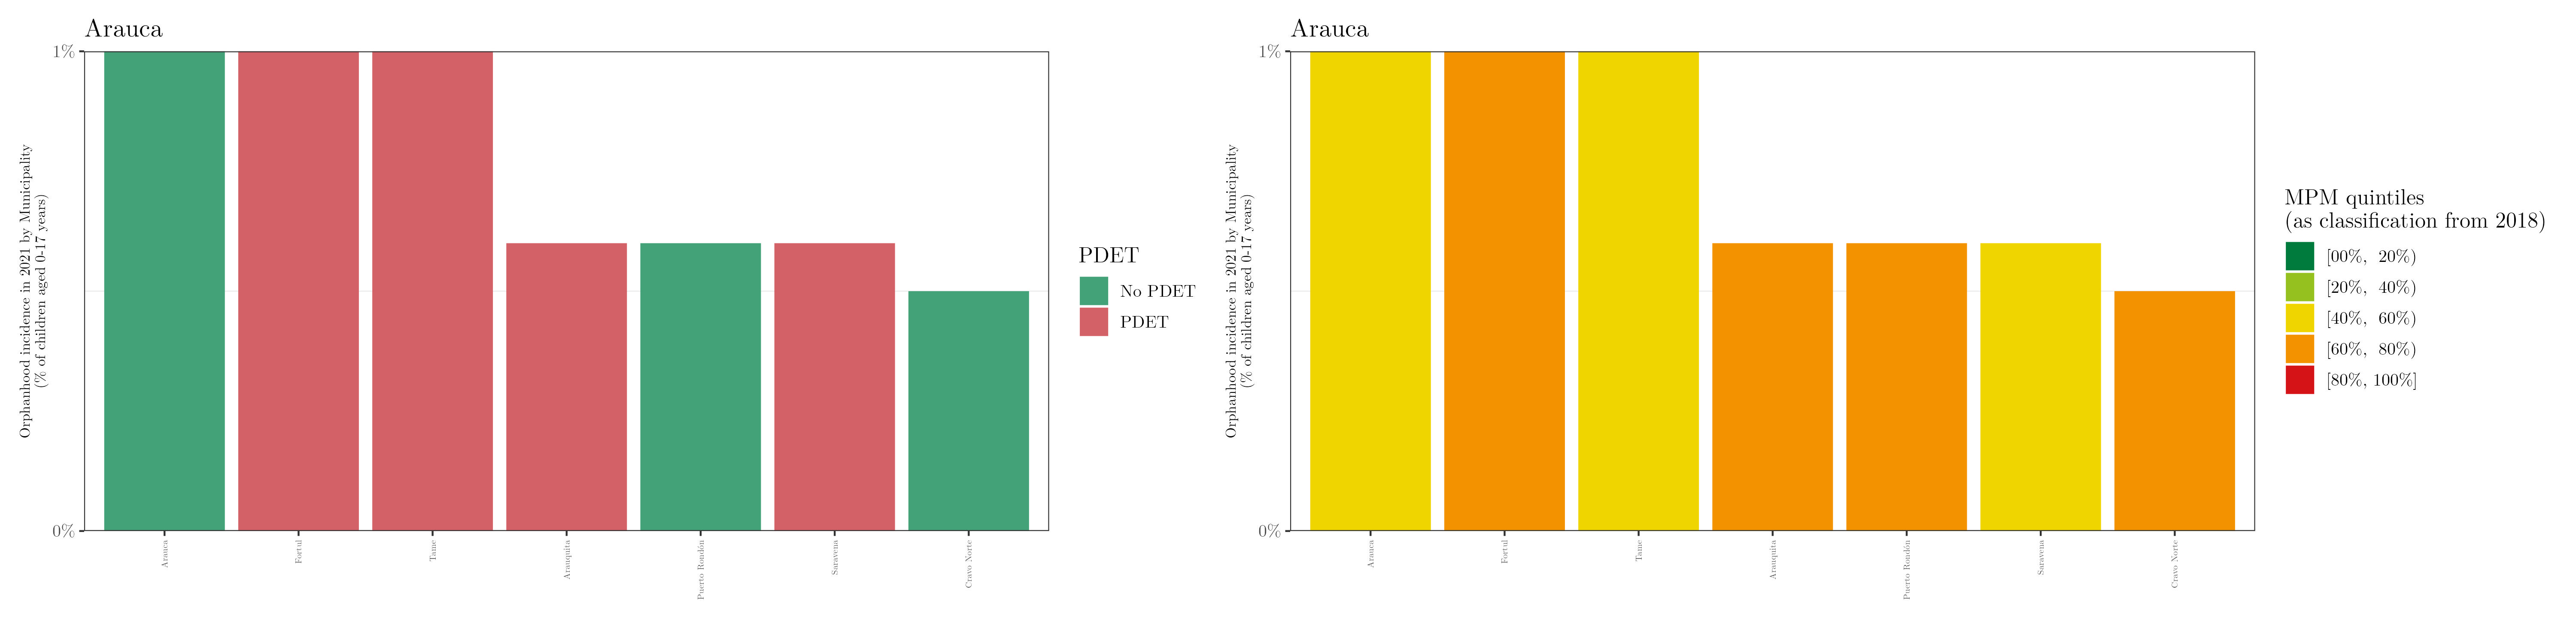 Arauca
1%
0%
Orphanhood incidence in 2021 by Municipality
(% of children aged 0-17 years)
Arauca
Fortul
Tame
Arauquita
Puerto Rondón
Saravena
Cravo Norte
PDET
No PDET
PDET
Arauca
1%
0%
Orphanhood incidence in 2021 by Municipality
(% of children aged 0-17 years)
Arauca
Fortul
Tame
Arauquita
Puerto Rondón
Saravena
Cravo Norte
MPM quintiles
(as classification from 2018)
[00%, 20%)
[20%, 40%)
[40%, 60%)
[60%, 80%)
[80%, 100%]